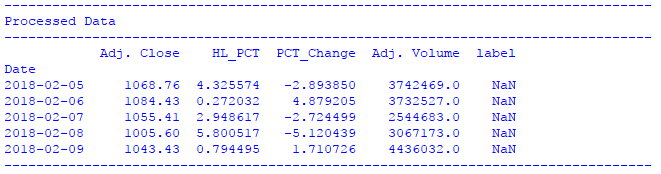 --------------------------------------------------------------------------------
Processed Data
--------------------------------------------------------------------------------
            Adj. Close    HL_PCT  PCT_Change  Adj. Volume  label
Date
2018-02-05     1068.76  4.325574   -2.893850    3742469.0    NaN
2018-02-06     1084.43  0.272032    4.879205    3732527.0    NaN
2018-02-07     1055.41  2.948617   -2.724499    2544683.0    NaN
2018-02-08     1005.60  5.800517   -5.120439    3067173.0    NaN
2018-02-09     1043.43  0.794495    1.710726    4436032.0    NaN
--------------------------------------------------------------------------------